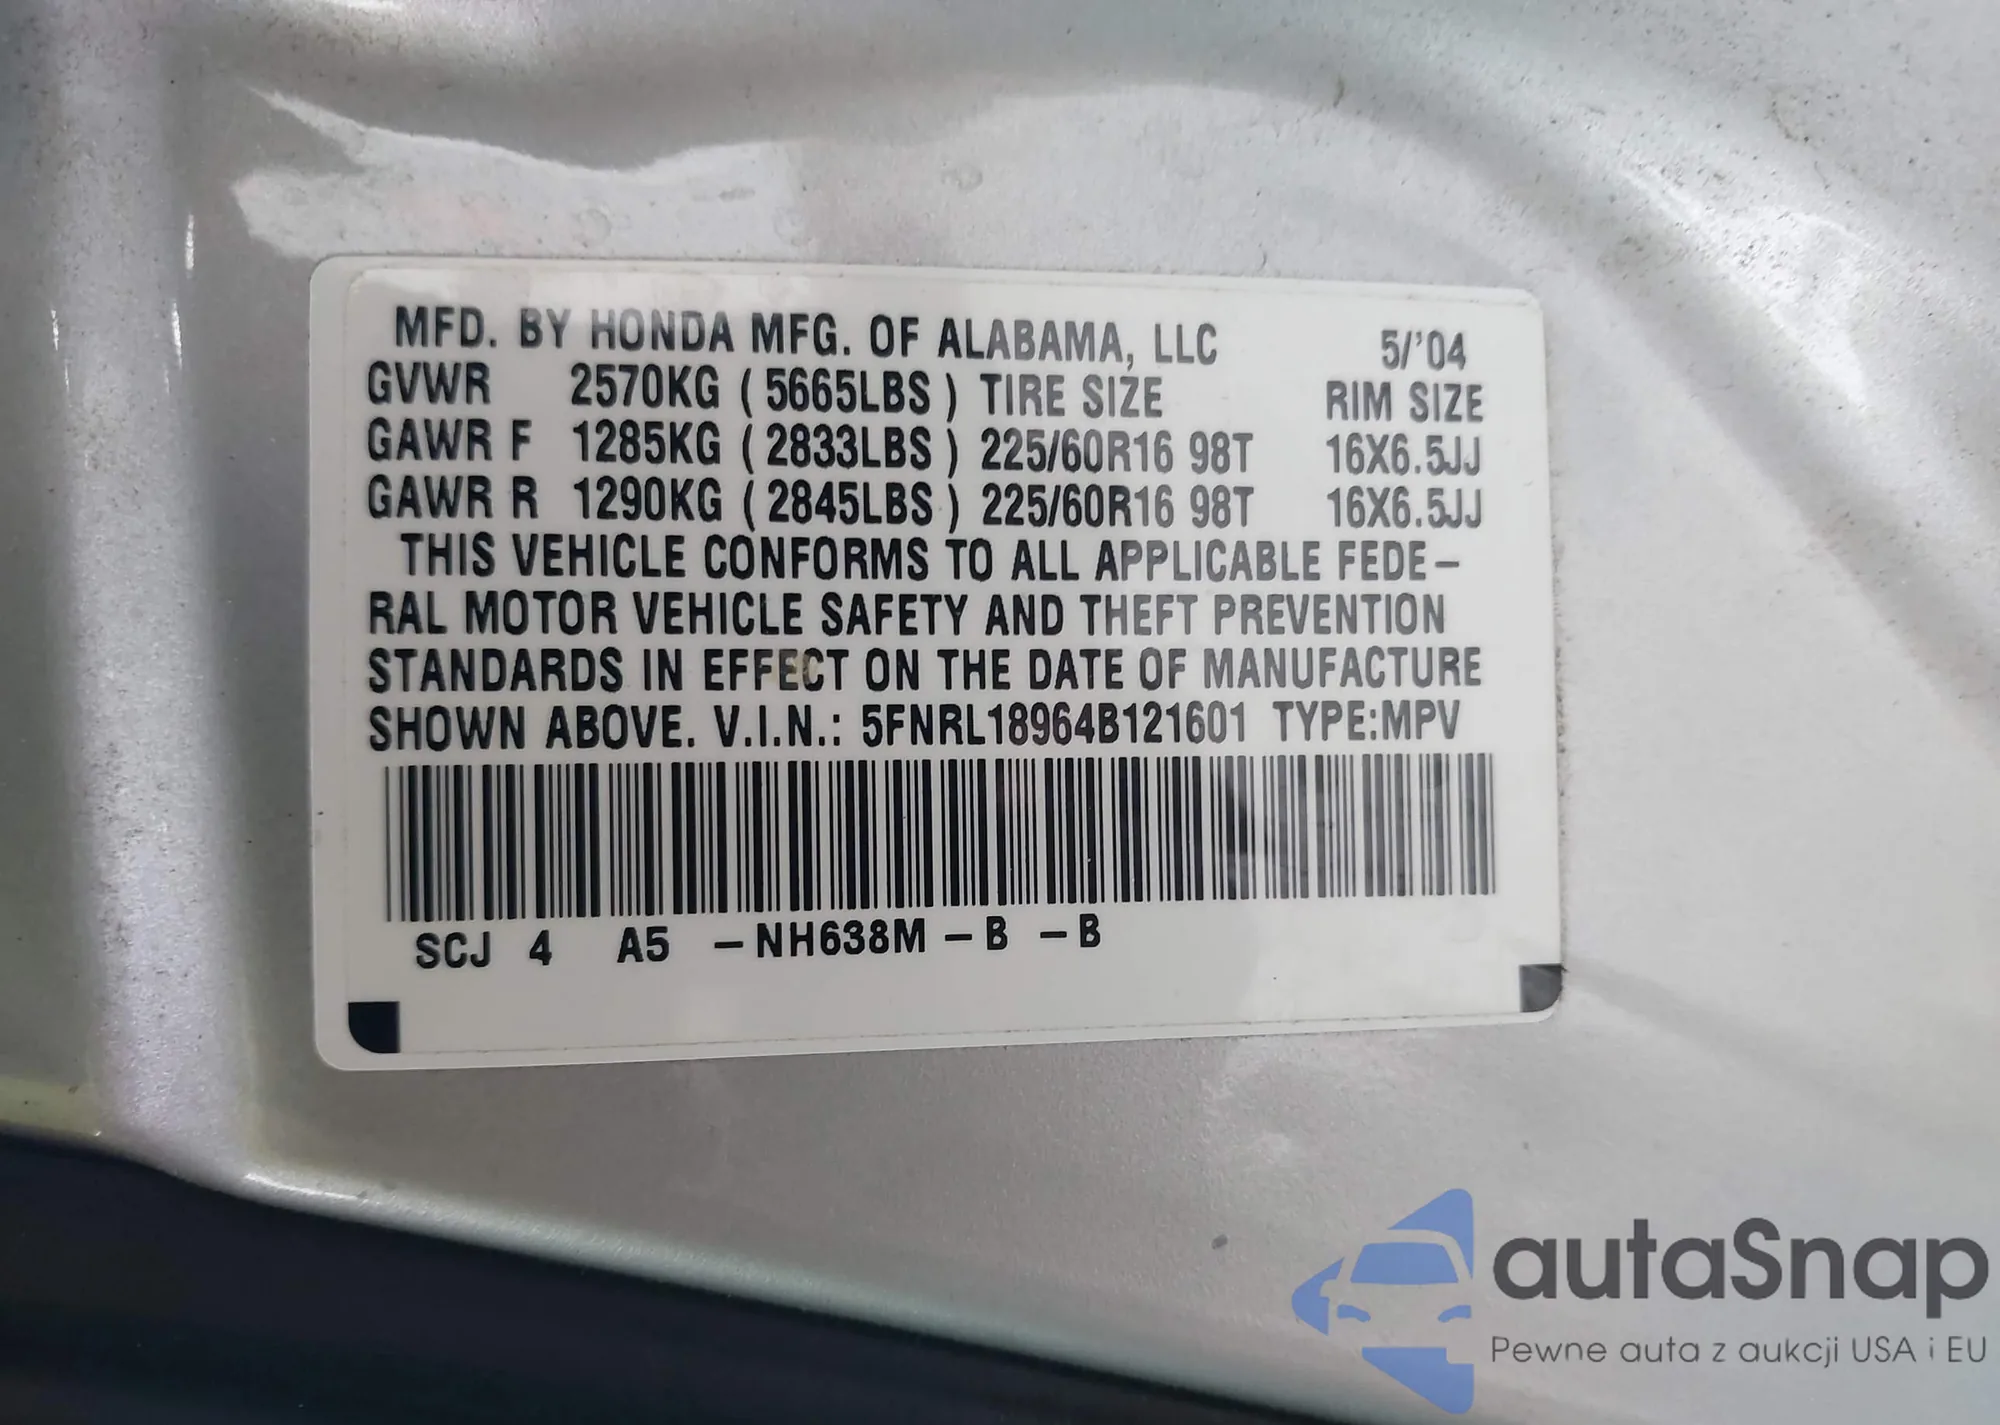 MFD. BY HONDA MFG. OF ALABAMA, LLC 5/'04
GVWR 2570KG ( 5665LBS ) TIRE SIZE RIM SIZE
GAWR F 1285KG ( 2833LBS ) 225/60R16 98T 16X6.5JJ
GAWR R 1290KG ( 2845LBS ) 225/60R16 98T 16X6.5JJ
THIS VEHICLE CONFORMS TO ALL APPLICABLE FEDE-
RAL MOTOR VEHICLE SAFETY AND THEFT PREVENTION
STANDARDS IN EFFECT ON THE DATE OF MANUFACTURE
SHOWN ABOVE. V.I.N.: 5FNRL18964B121601 TYPE:MPV
SCJ 4 A5 -NH638M-B -B
autaSnap
Pewne auta z aukcji USA i EU